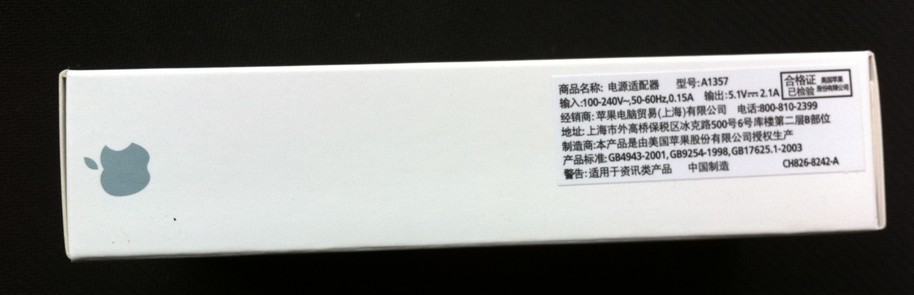 商品名称: 电源适配器 型号:A1357
合格证
已检验
美国苹果
股份有限公司
输入:100-240V~,50-60Hz,0.15A 输出:5.1V⎓2.1A
经销商: 苹果电脑贸易(上海)有限公司 电话:800-810-2399
地址: 上海市外高桥保税区冰克路500号6号库楼第二层B部位
制造商:本产品是由美国苹果股份有限公司授权生产
产品标准:GB4943-2001,GB9254-1998,GB17625.1-2003
警告:适用于资讯类产品 中国制造 CH826-8242-A